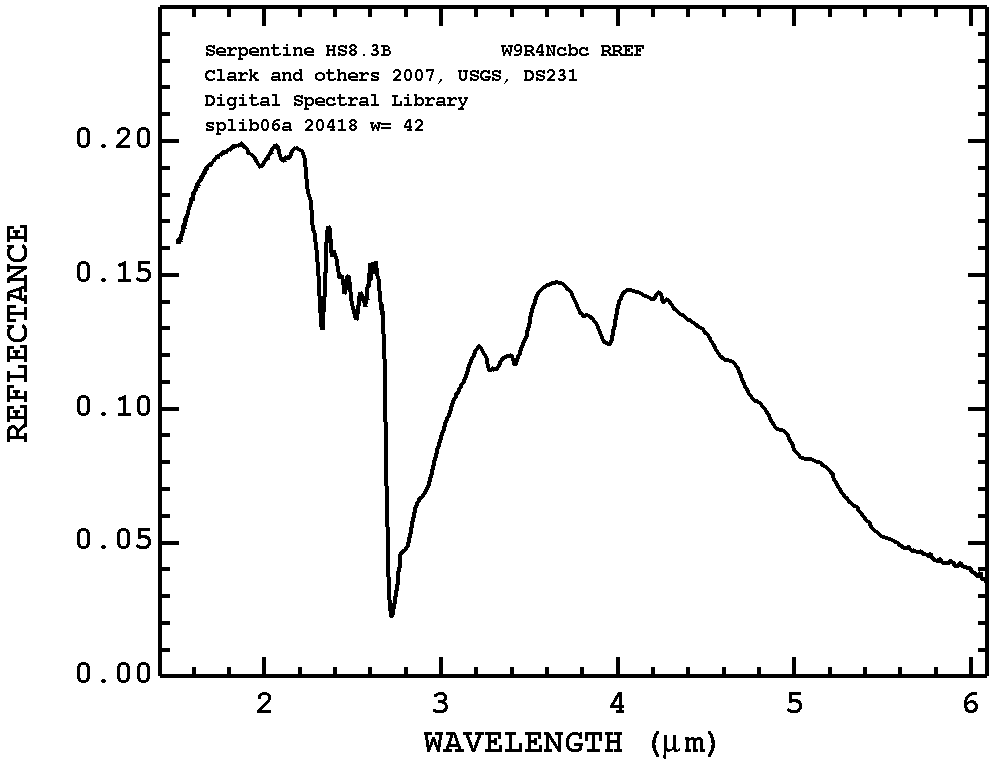 Serpentine HS8.3B W9R4Ncbc RREF
Clark and others 2007, USGS, DS231
Digital Spectral Library
splib06a 20418 w= 42
REFLECTANCE
0.20
0.15
0.10
0.05
0.00
2 3 4 5 6
WAVELENGTH (μm)